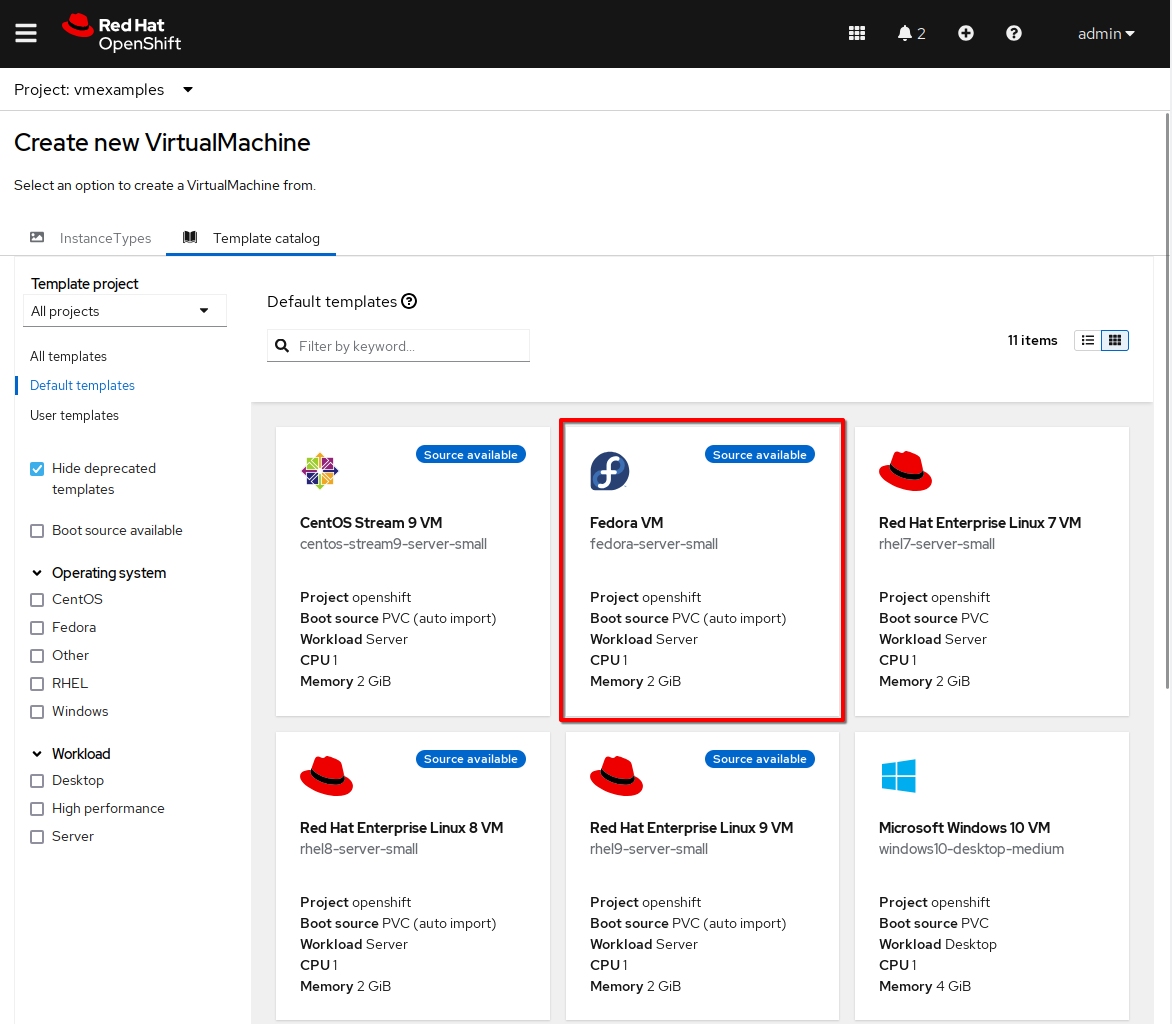 Red Hat
OpenShift
2
admin
Project: vmexamples
Create new VirtualMachine
Select an option to create a VirtualMachine from.
InstanceTypes
Template catalog
Template project
All projects
All templates
Default templates
User templates
Hide deprecated
templates
Boot source available
Operating system
CentOS
Fedora
Other
RHEL
Windows
Workload
Desktop
High performance
Server
Default templates
Filter by keyword...
11 items
Source available
CentOS Stream 9 VM
centos-stream9-server-small
Project openshift
Boot source PVC (auto import)
Workload Server
CPU 1
Memory 2 GiB
Source available
Fedora VM
fedora-server-small
Project openshift
Boot source PVC (auto import)
Workload Server
CPU 1
Memory 2 GiB
Red Hat Enterprise Linux 7 VM
rhel7-server-small
Project openshift
Boot source PVC
Workload Server
CPU 1
Memory 2 GiB
Source available
Red Hat Enterprise Linux 8 VM
rhel8-server-small
Project openshift
Boot source PVC (auto import)
Workload Server
CPU 1
Memory 2 GiB
Source available
Red Hat Enterprise Linux 9 VM
rhel9-server-small
Project openshift
Boot source PVC (auto import)
Workload Server
CPU 1
Memory 2 GiB
Microsoft Windows 10 VM
windows10-desktop-medium
Project openshift
Boot source PVC
Workload Desktop
CPU 1
Memory 4 GiB